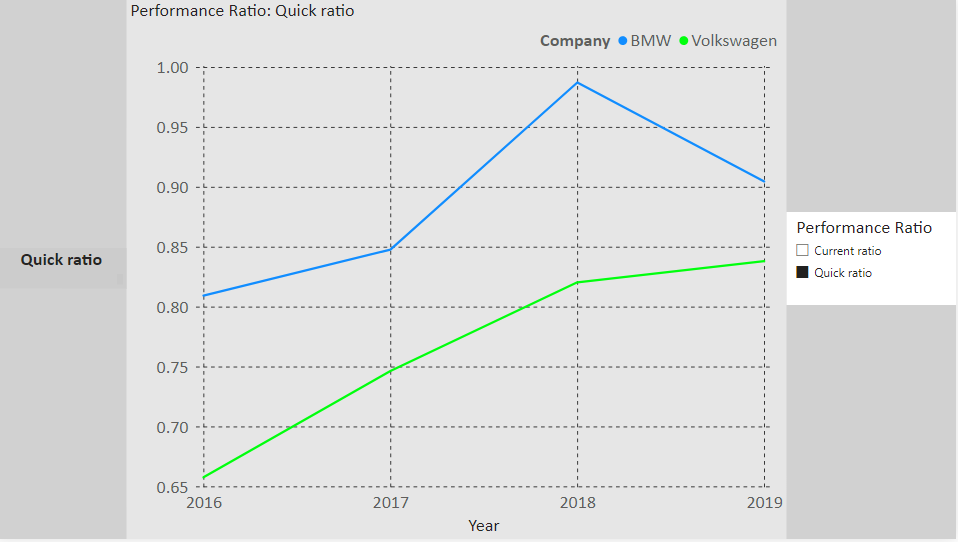 Performance Ratio: Quick ratio
Company BMW Volkswagen
1.00
0.95
0.90
0.85
0.80
0.75
0.70
0.65
2016 2017 2018 2019
Year
Quick ratio
Performance Ratio
Current ratio
Quick ratio